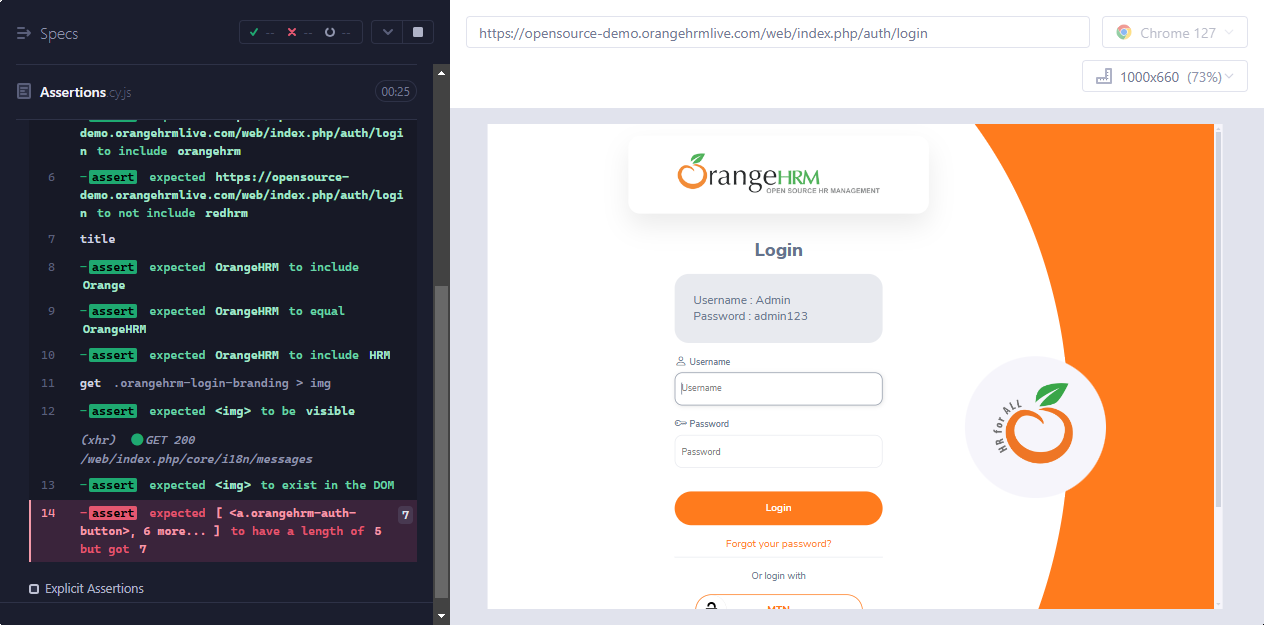 Specs
--
--
--
https://opensource-demo.orangehrmlive.com/web/index.php/auth/login
Chrome 127
1000x660 (73%)
Assertions.cy.js
00:25
demo.orangehrmlive.com/web/index.php/auth/logi
n to include orangehrm
6 -assert expected https://opensource-
demo.orangehrmlive.com/web/index.php/auth/logi
n to not include redhrm
7 title
8 -assert expected OrangeHRM to include
Orange
9 -assert expected OrangeHRM to equal
OrangeHRM
10 -assert expected OrangeHRM to include HRM
11 get .orangehrm-login-branding > img
12 -assert expected <img> to be visible
(xhr) GET 200
/web/index.php/core/i18n/messages
13 -assert expected <img> to exist in the DOM
14 -assert expected [ <a.orangehrm-auth-
button>, 6 more... ] to have a length of 5
but got 7
7
Explicit Assertions
OrangeHRM
OPEN SOURCE HR MANAGEMENT
Login
Username : Admin
Password : admin123
Username
Username
Password
Password
Login
Forgot your password?
Or login with
MTN
HR for ALL